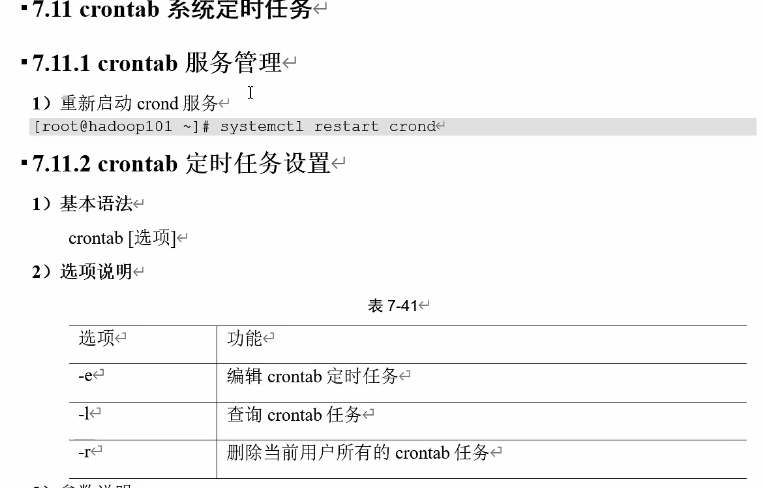 7.11 crontab 系统定时任务
7.11.1 crontab 服务管理
1）重新启动 crond 服务
[root@hadoop101 ~]# systemctl restart crond
7.11.2 crontab 定时任务设置
1）基本语法
crontab [选项]
2）选项说明
表 7-41
选项 功能
-e 编辑 crontab 定时任务
-l 查询 crontab 任务
-r 删除当前用户所有的 crontab 任务